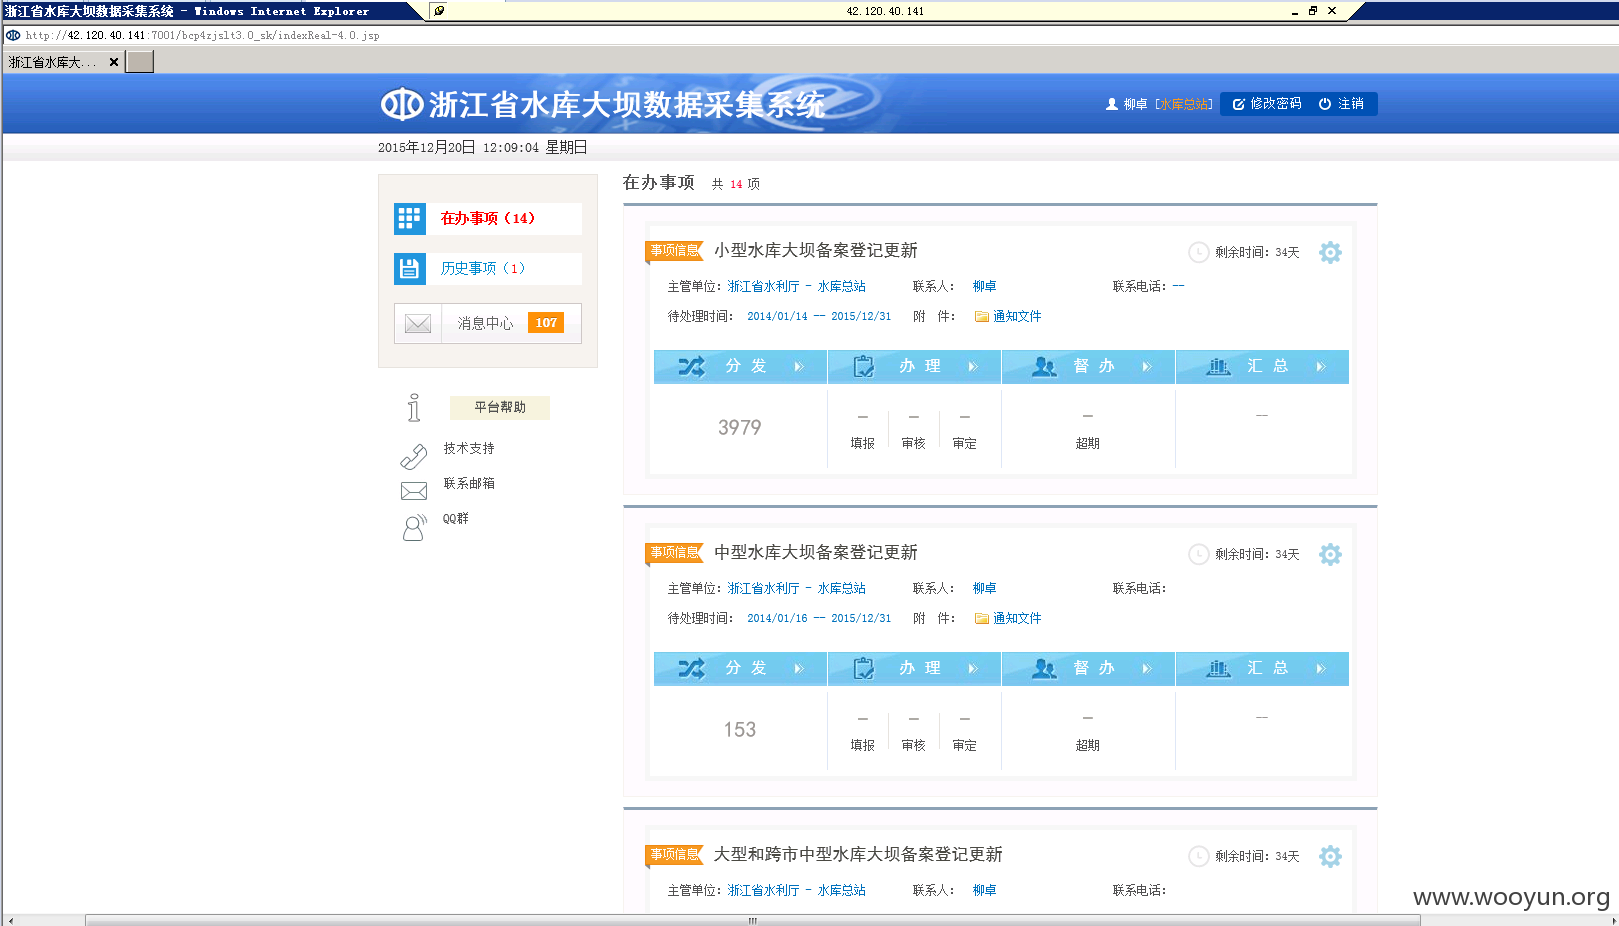 浙江省水库大坝数据采集系统 - Windows Internet Explorer
42.120.40.141
http://42.120.40.141:7001/bcp4zjslt3.0_sk/indexReal-4.0.jsp
浙江省水库大...
浙江省水库大坝数据采集系统
柳卓 [水库总站] 修改密码 注销
2015年12月20日 12:09:04 星期日
在办事项（14）
历史事项（1）
消息中心 107
平台帮助
技术支持
联系邮箱
QQ群
在办事项 共 14 项
事项信息 小型水库大坝备案登记更新 剩余时间: 34天
主管单位: 浙江省水利厅 - 水库总站 联系人: 柳卓 联系电话: --
待处理时间: 2014/01/14 -- 2015/12/31 附 件: 通知文件
分 发 办 理 督 办 汇 总
3979 -- -- -- -- --
填报 审核 审定 超期
事项信息 中型水库大坝备案登记更新 剩余时间: 34天
主管单位: 浙江省水利厅 - 水库总站 联系人: 柳卓 联系电话:
待处理时间: 2014/01/16 -- 2015/12/31 附 件: 通知文件
分 发 办 理 督 办 汇 总
153 -- -- -- -- --
填报 审核 审定 超期
事项信息 大型和跨市中型水库大坝备案登记更新 剩余时间: 34天
主管单位: 浙江省水利厅 - 水库总站 联系人: 柳卓 联系电话:
www.wooyun.org